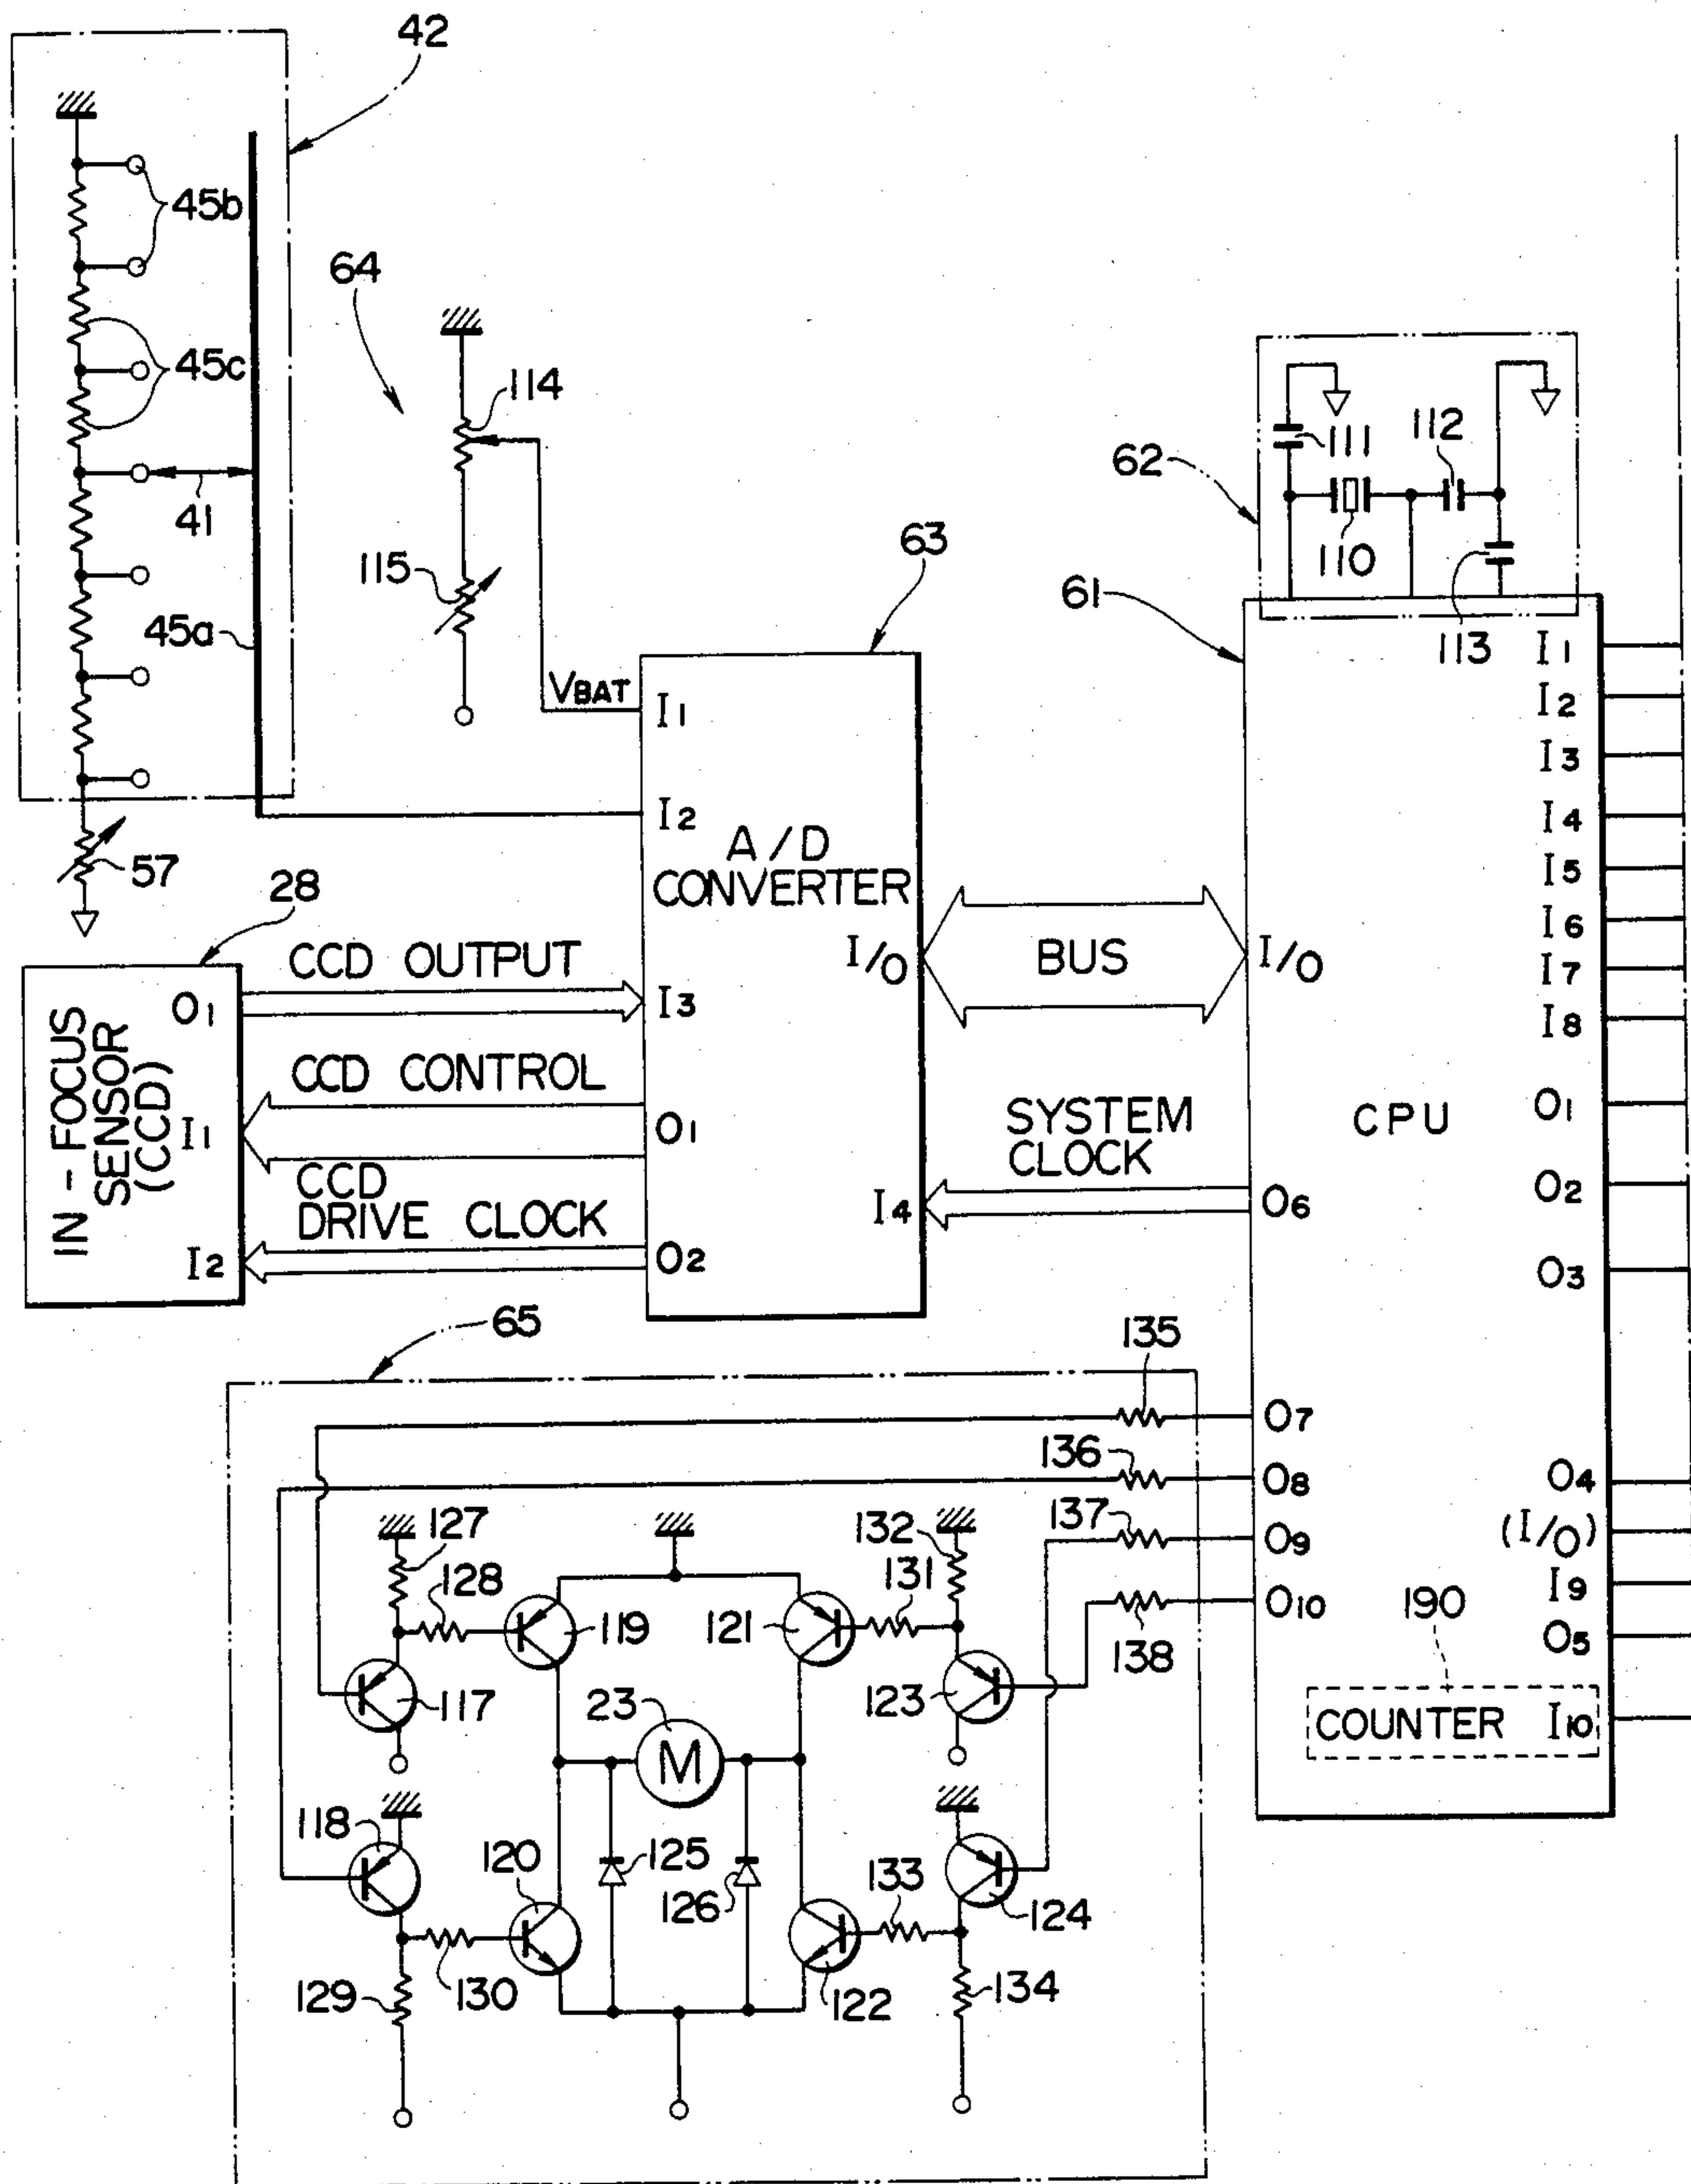 42
45b
64
45c
114
111
112
62
41
110
63
115
61
45a
113
VBAT
I1
I1
I2
I3
I2
I4
A/D
CONVERTER
57
28
I5
I6
CCD OUTPUT
I/O
BUS
I/O
I7
O1
I3
I8
IN-FOCUS
SENSOR
(CCD)
CCD CONTROL
I1
O1
SYSTEM
CLOCK
CPU
O1
CCD
DRIVE CLOCK
I4
O6
O2
I2
O2
O3
65
135
O7
136
O8
O4
127
132
137
O9
(I/O)
128
131
I9
119
121
O10
190
138
O5
117
23
123
M
COUNTER I10
118
120
125
133
126
124
129
130
122
134